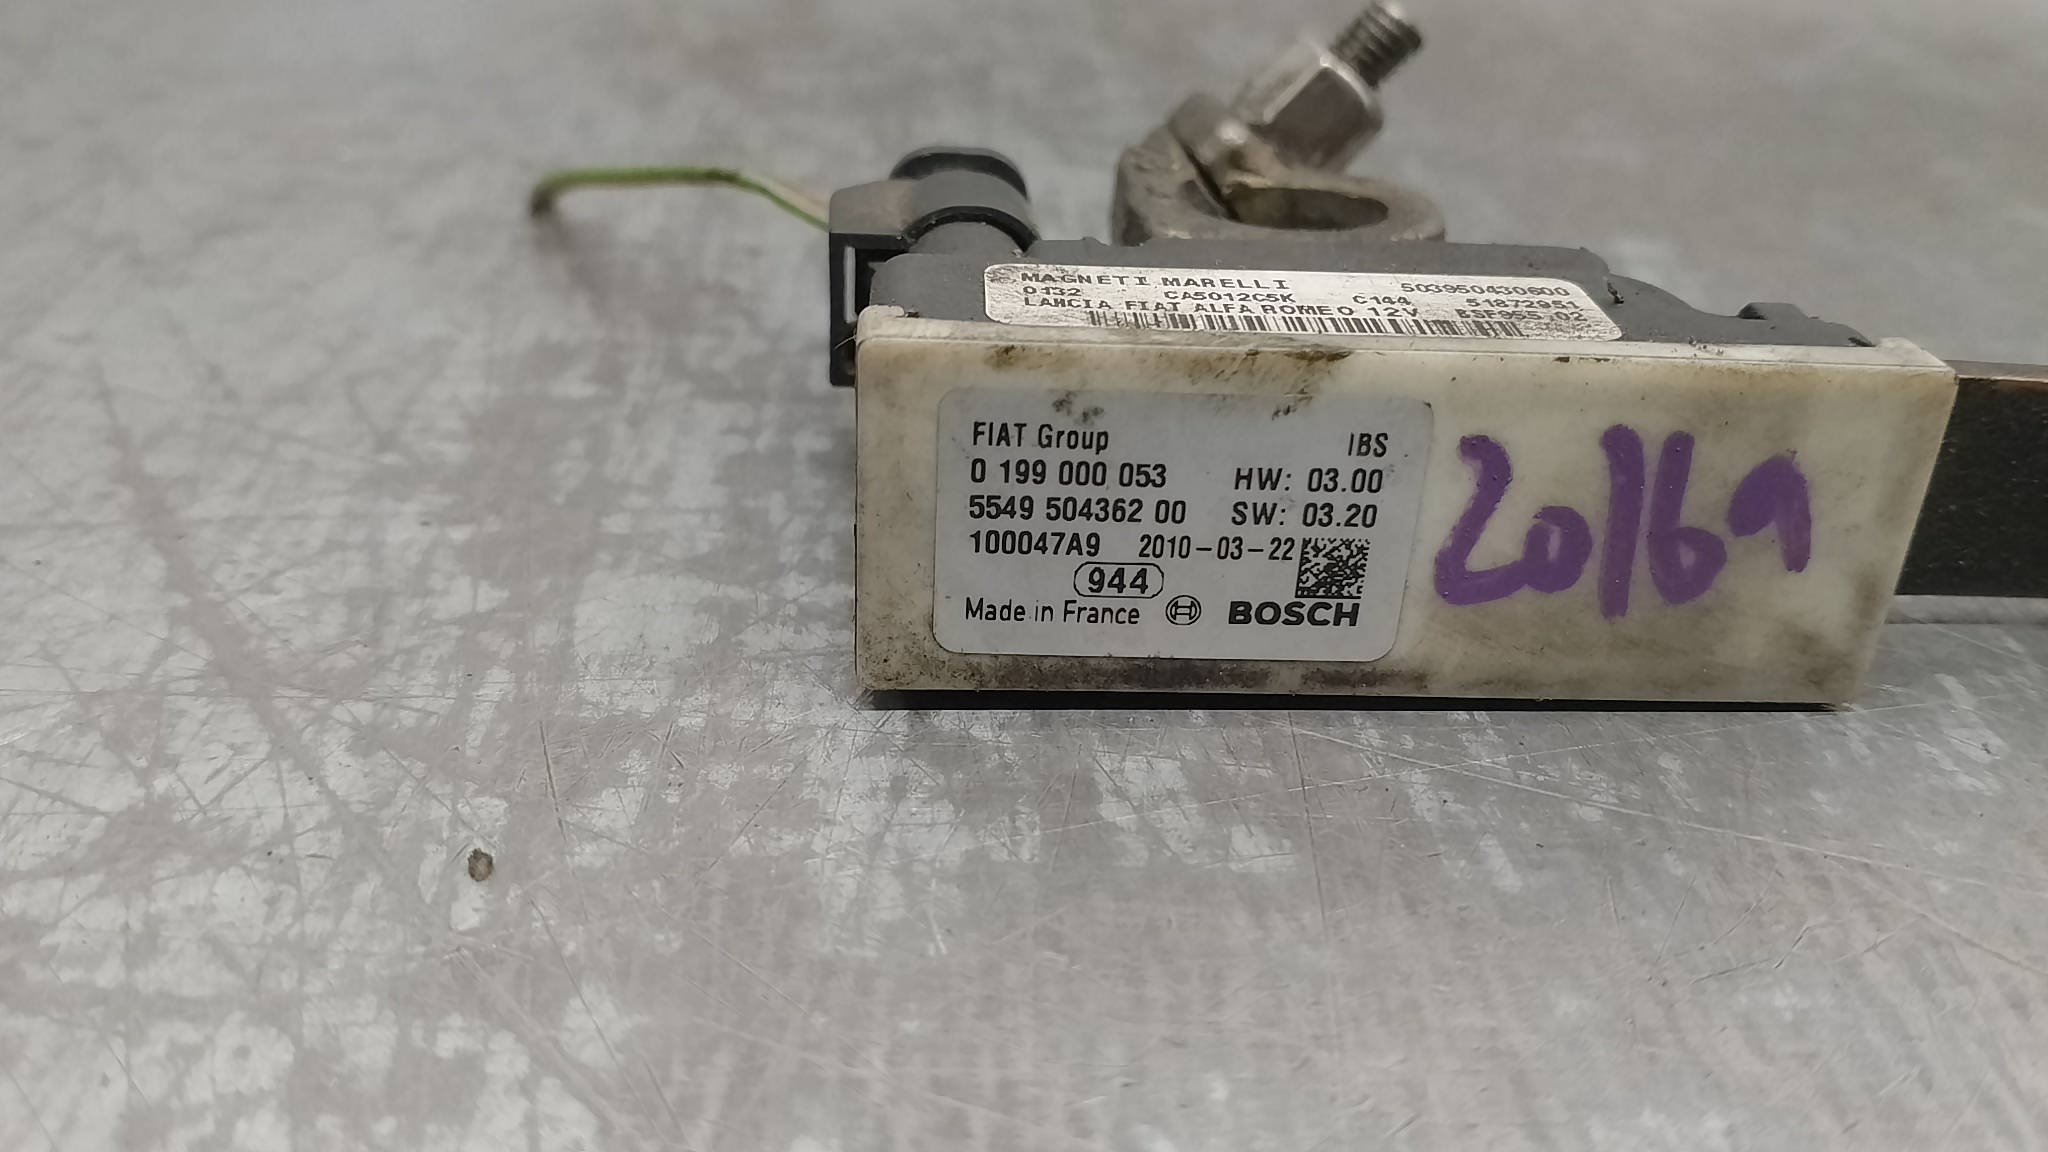 MAGNETI MARELLI 503950430600
0132 CA5012C5K C144 51872951
LANCIA FIAT ALFA ROMEO 12V BSF955.02
FIAT Group IBS
0 199 000 053 HW: 03.00
5549 504362 00 SW: 03.20
100047A9 2010-03-22
944
Made in France BOSCH
20169